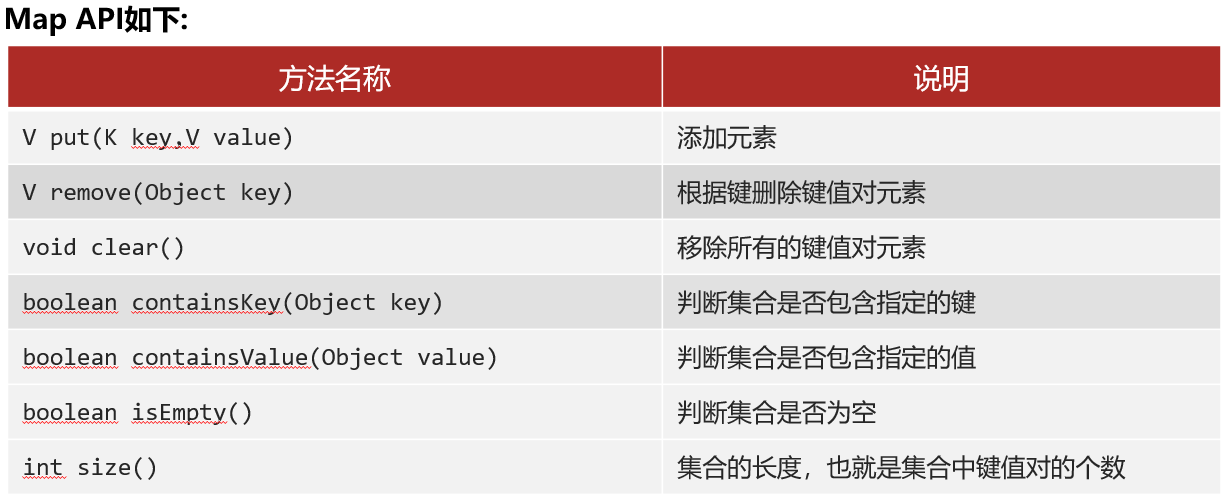 Map API如下:
方法名称 说明
V put(K key,V value) 添加元素
V remove(Object key) 根据键删除键值对元素
void clear() 移除所有的键值对元素
boolean containsKey(Object key) 判断集合是否包含指定的键
boolean containsValue(Object value) 判断集合是否包含指定的值
boolean isEmpty() 判断集合是否为空
int size() 集合的长度，也就是集合中键值对的个数